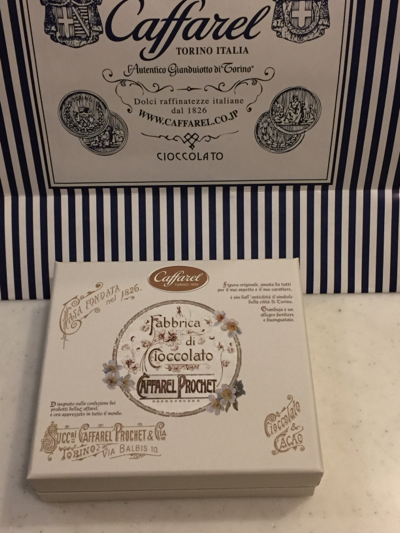 Caffarel
TORINO ITALIA
L'Autentico Gianduiotto di Torino®
Dolci raffinatezze italiane
dal 1826
WWW.CAFFAREL.CO.JP
CIOCCOLATO
Caffarel
CASA FONDATA
nel 1826.
Fabbrica
di
Cioccolato
CAFFAREL PROCHET
SUCC.ri CAFFAREL PROCHET & Cia
TORINO
VIA BALBIS 10
Cioccolato
&
CACAO